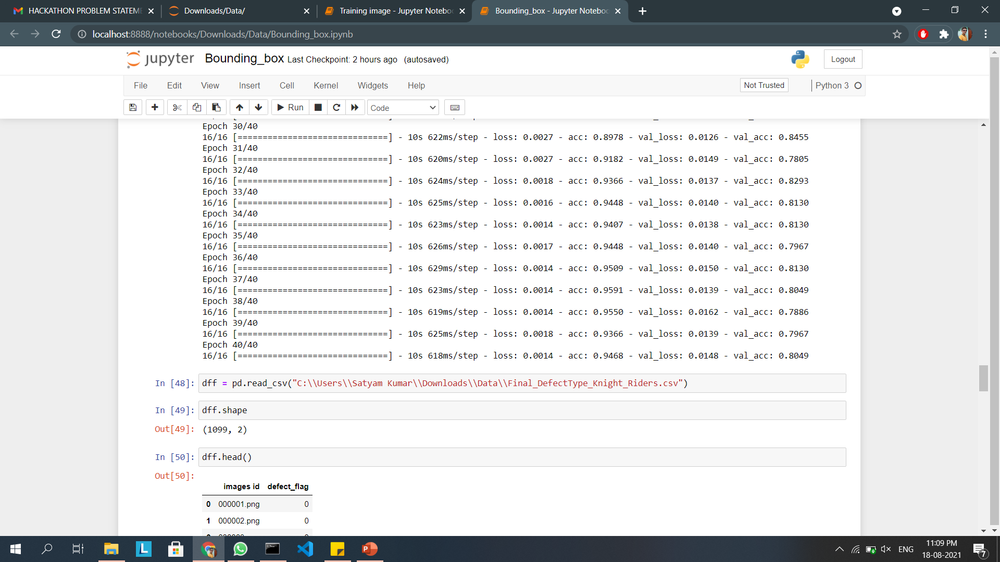 HACKATHON PROBLEM STATEME
Downloads/Data/
Training image - Jupyter Noteboo
Bounding_box - Jupyter Noteboo
localhost:8888/notebooks/Downloads/Data/Bounding_box.ipynb
jupyter Bounding_box Last Checkpoint: 2 hours ago (autosaved)
Logout
File Edit View Insert Cell Kernel Widgets Help
Not Trusted
Python 3
Run
Code
Epoch 30/40
16/16 [==============================] - 10s 622ms/step - loss: 0.0027 - acc: 0.8978 - val_loss: 0.0126 - val_acc: 0.8455
Epoch 31/40
16/16 [==============================] - 10s 620ms/step - loss: 0.0027 - acc: 0.9182 - val_loss: 0.0149 - val_acc: 0.7805
Epoch 32/40
16/16 [==============================] - 10s 624ms/step - loss: 0.0018 - acc: 0.9366 - val_loss: 0.0137 - val_acc: 0.8293
Epoch 33/40
16/16 [==============================] - 10s 625ms/step - loss: 0.0016 - acc: 0.9448 - val_loss: 0.0140 - val_acc: 0.8130
Epoch 34/40
16/16 [==============================] - 10s 623ms/step - loss: 0.0014 - acc: 0.9407 - val_loss: 0.0138 - val_acc: 0.8130
Epoch 35/40
16/16 [==============================] - 10s 626ms/step - loss: 0.0017 - acc: 0.9448 - val_loss: 0.0140 - val_acc: 0.7967
Epoch 36/40
16/16 [==============================] - 10s 629ms/step - loss: 0.0014 - acc: 0.9509 - val_loss: 0.0150 - val_acc: 0.8130
Epoch 37/40
16/16 [==============================] - 10s 623ms/step - loss: 0.0014 - acc: 0.9591 - val_loss: 0.0139 - val_acc: 0.8049
Epoch 38/40
16/16 [==============================] - 10s 619ms/step - loss: 0.0014 - acc: 0.9550 - val_loss: 0.0162 - val_acc: 0.7886
Epoch 39/40
16/16 [==============================] - 10s 625ms/step - loss: 0.0018 - acc: 0.9366 - val_loss: 0.0139 - val_acc: 0.7967
Epoch 40/40
16/16 [==============================] - 10s 618ms/step - loss: 0.0014 - acc: 0.9468 - val_loss: 0.0148 - val_acc: 0.8049
In [48]: dff = pd.read_csv("C:\\Users\\Satyam Kumar\\Downloads\\Data\\Final_DefectType_Knight_Riders.csv")
In [49]: dff.shape
Out[49]: (1099, 2)
In [50]: dff.head()
Out[50]:
images id defect_flag
0 000001.png 0
1 000002.png 0
ENG
11:09 PM
18-08-2021
7